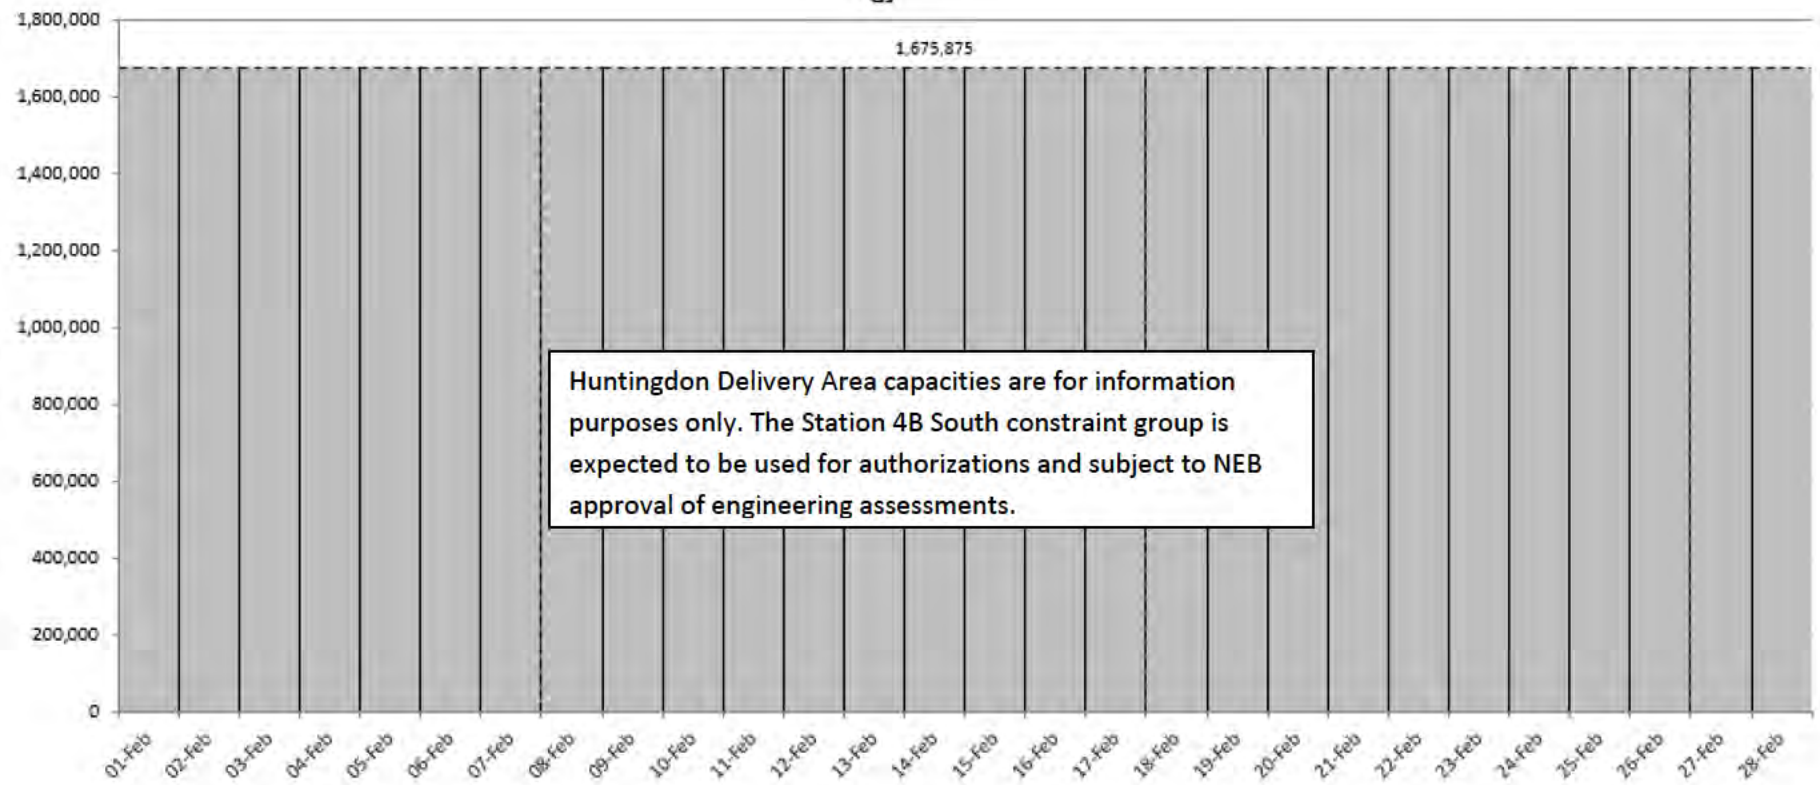 1,800,000
1,675,875
1,600,000
1,400,000
1,200,000
1,000,000
800,000
600,000
400,000
200,000
0
Huntingdon Delivery Area capacities are for information
purposes only. The Station 4B South constraint group is
expected to be used for authorizations and subject to NEB
approval of engineering assessments.
01-Feb
02-Feb
03-Feb
04-Feb
05-Feb
06-Feb
07-Feb
08-Feb
09-Feb
10-Feb
11-Feb
12-Feb
13-Feb
14-Feb
15-Feb
16-Feb
17-Feb
18-Feb
19-Feb
20-Feb
21-Feb
22-Feb
23-Feb
24-Feb
25-Feb
26-Feb
27-Feb
28-Feb